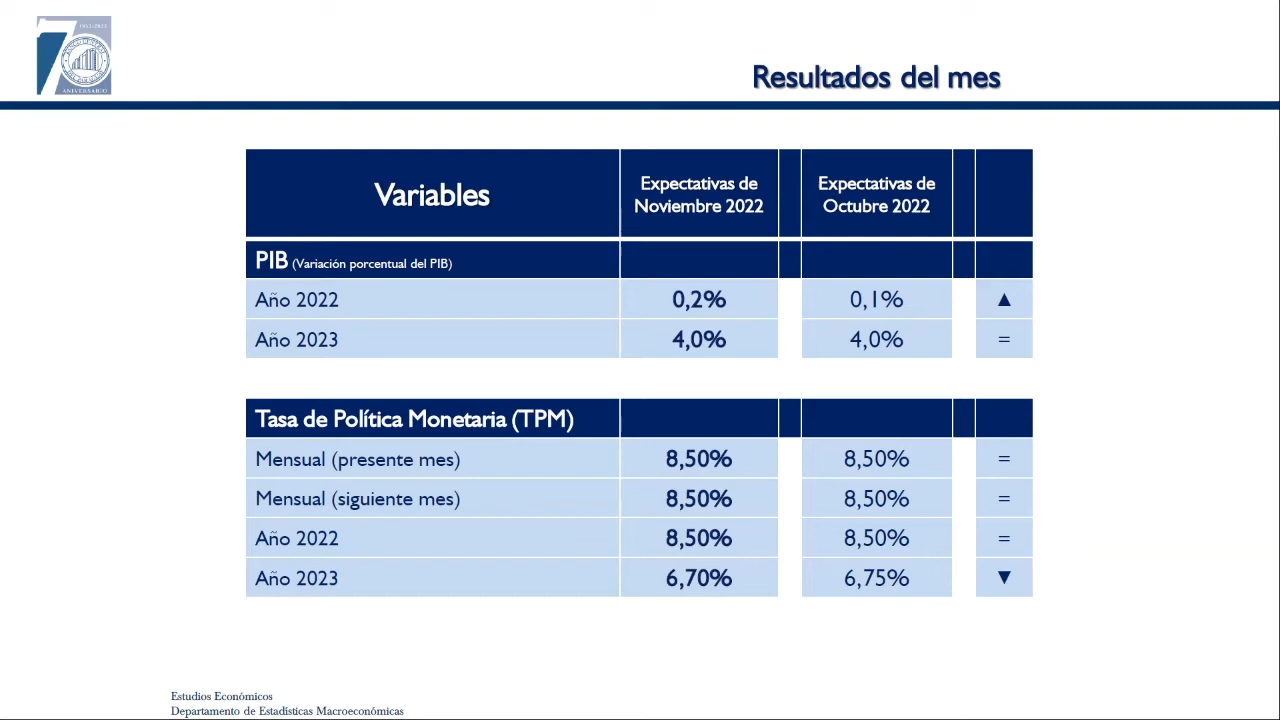 1952-2022
ANIVERSARIO
Resultados del mes
Variables
Expectativas de
Noviembre 2022
Expectativas de
Octubre 2022
PIB (Variación porcentual del PIB)
Año 2022 0,2% 0,1% ▲
Año 2023 4,0% 4,0% =
Tasa de Política Monetaria (TPM)
Mensual (presente mes) 8,50% 8,50% =
Mensual (siguiente mes) 8,50% 8,50% =
Año 2022 8,50% 8,50% =
Año 2023 6,70% 6,75% ▼
Estudios Económicos
Departamento de Estadísticas Macroeconómicas